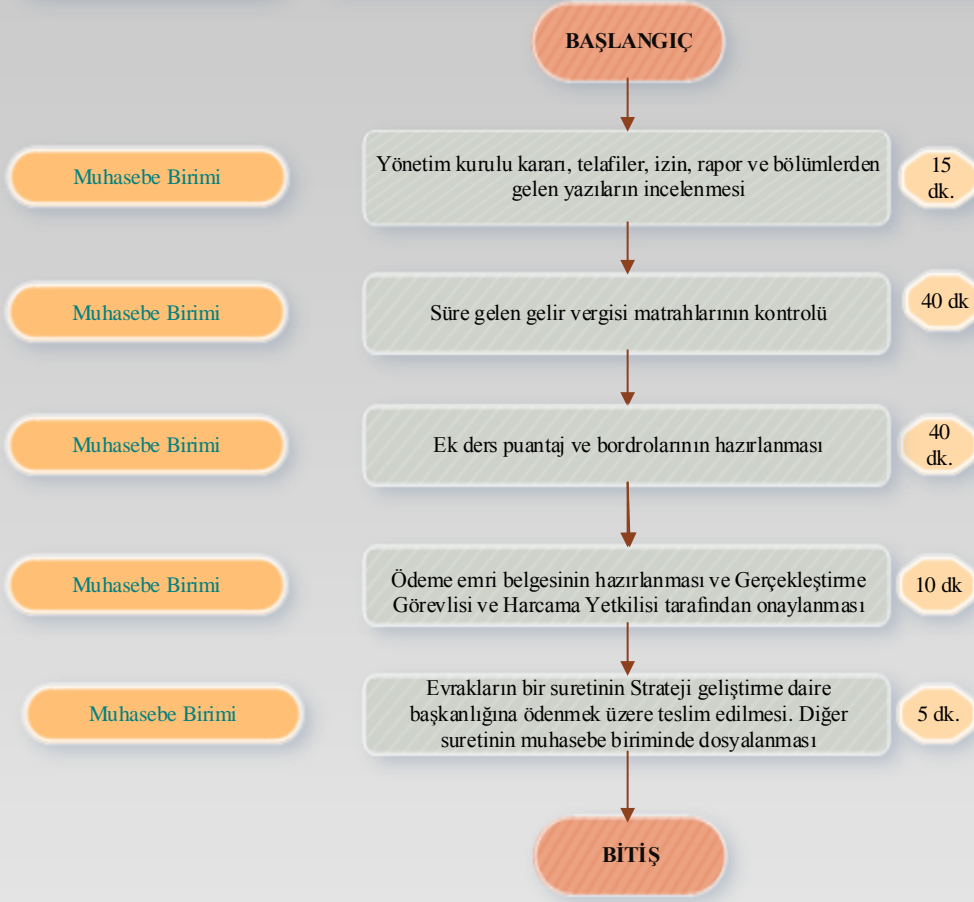 BAŞLANGIÇ
Muhasebe Birimi
Yönetim kurulu kararı, telafiler, izin, rapor ve bölümlerden
gelen yazıların incelenmesi
15
dk.
Muhasebe Birimi
Süre gelen gelir vergisi matrahlarının kontrolü
40 dk
Muhasebe Birimi
Ek ders puantaj ve bordrolarının hazırlanması
40
dk.
Muhasebe Birimi
Ödeme emri belgesinin hazırlanması ve Gerçekleştirme
Görevlisi ve Harcama Yetkilisi tarafından onaylanması
10 dk
Muhasebe Birimi
Evrakların bir suretinin Strateji geliştirme daire
başkanlığına ödenmek üzere teslim edilmesi. Diğer
suretinin muhasebe biriminde dosyalanması
5 dk.
BİTİŞ